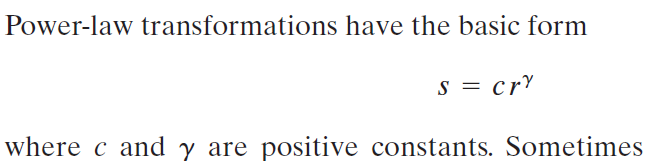 Power-law transformations have the basic form
s = cr^γ
where c and γ are positive constants. Sometimes